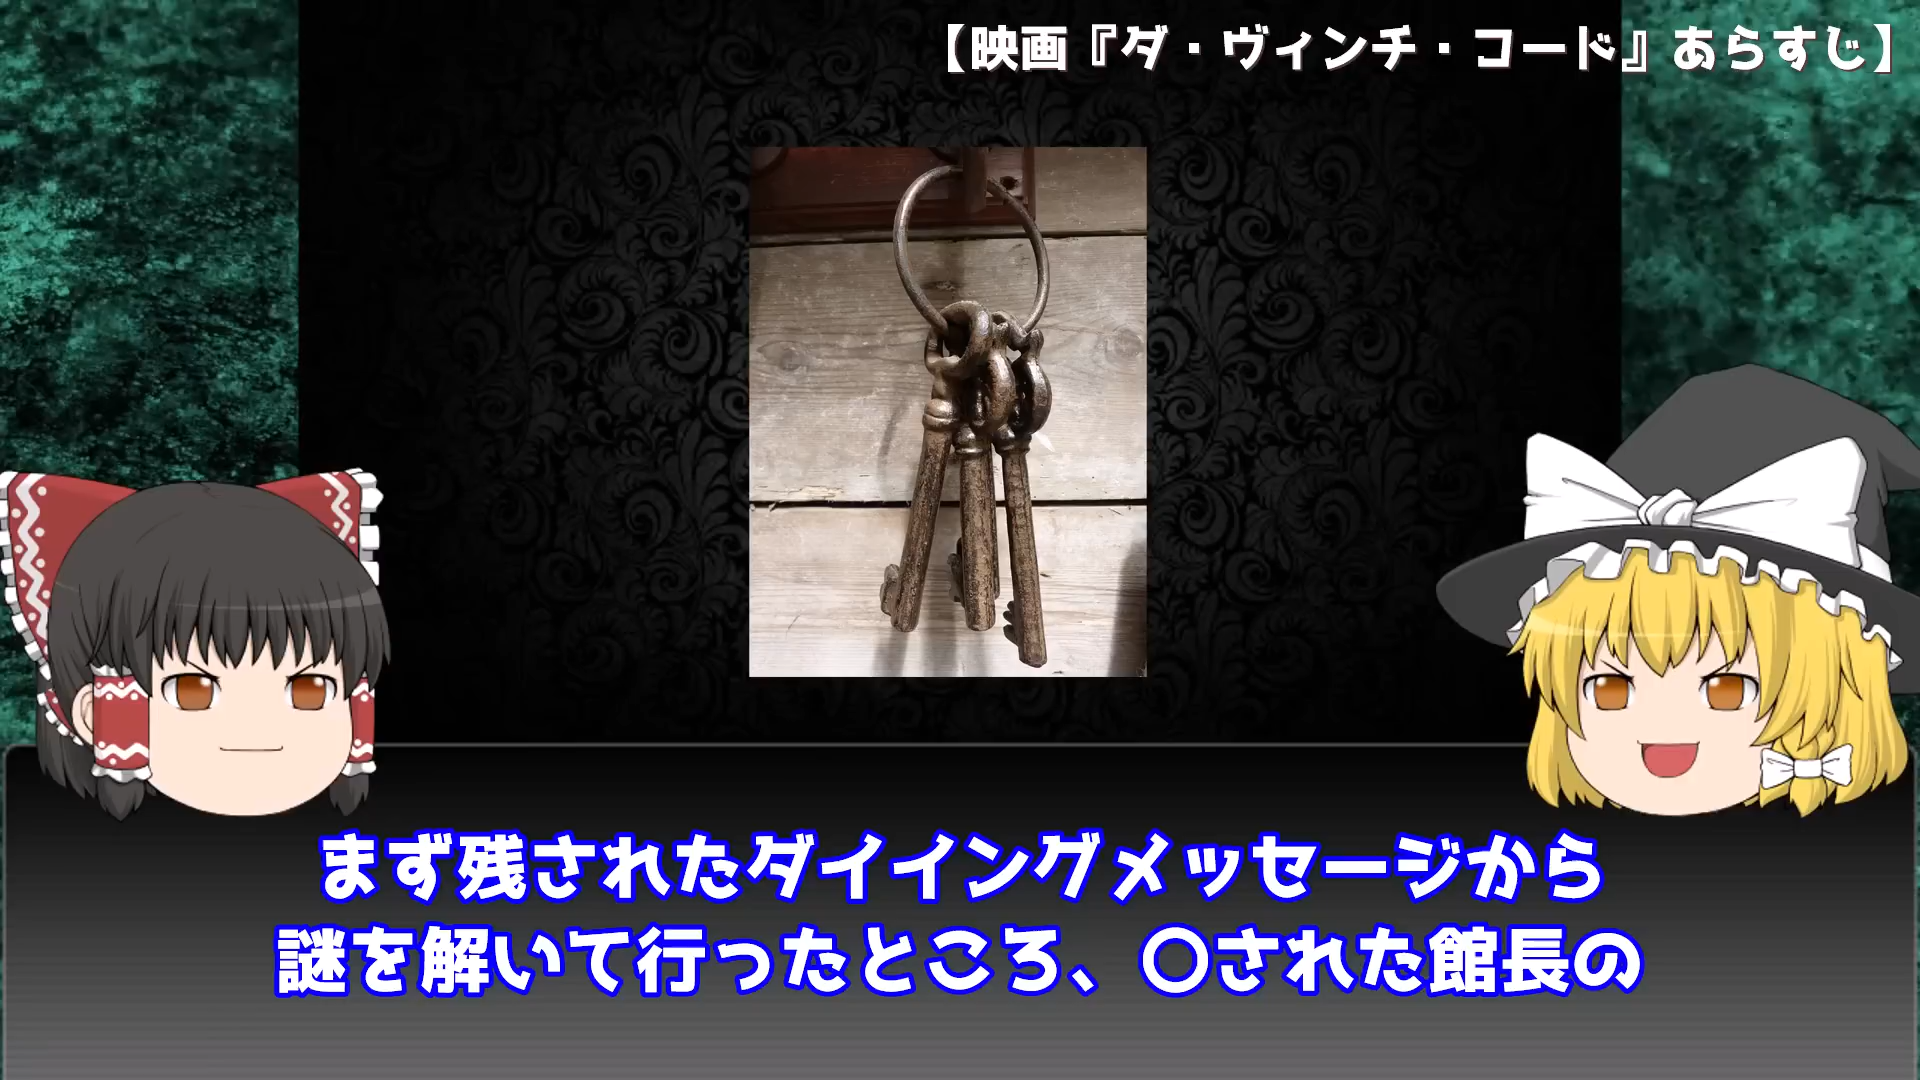 【映画『ダ・ヴィンチ・コード』あらすじ】
まず残されたダイイングメッセージから
謎を解いて行ったところ、〇された館長の